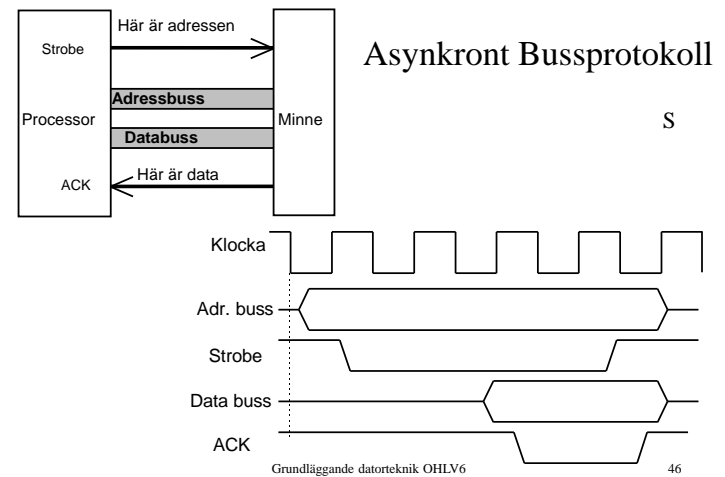 Här är adressen
Strobe
Asynkront Bussprotokoll
Adressbuss
Processor
Minne
S
Databuss
Här är data
ACK
Klocka
Adr. buss
Strobe
Data buss
ACK
Grundläggande datorteknik OHLV6
46